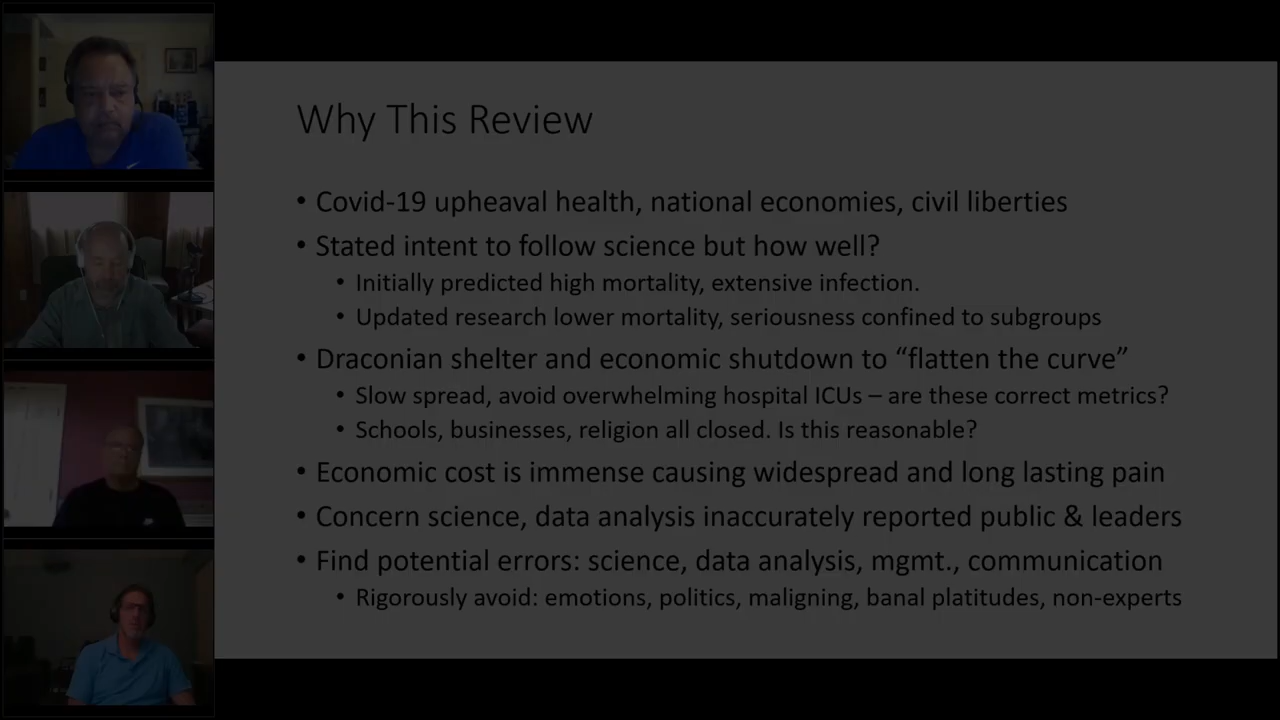 Why This Review
• Covid-19 upheaval health, national economies, civil liberties
• Stated intent to follow science but how well?
• Initially predicted high mortality, extensive infection.
• Updated research lower mortality, seriousness confined to subgroups
• Draconian shelter and economic shutdown to “flatten the curve”
• Slow spread, avoid overwhelming hospital ICUs – are these correct metrics?
• Schools, businesses, religion all closed. Is this reasonable?
• Economic cost is immense causing widespread and long lasting pain
• Concern science, data analysis inaccurately reported public & leaders
• Find potential errors: science, data analysis, mgmt., communication
• Rigorously avoid: emotions, politics, maligning, banal platitudes, non-experts